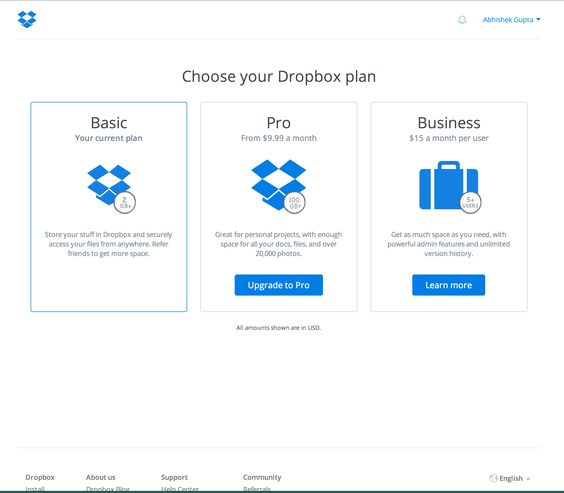 Abhishek Gupta
Choose your Dropbox plan
Basic
Your current plan
2
GB+
Store your stuff in Dropbox and securely
access your files from anywhere. Refer
friends to get more space.
Pro
From $9.99 a month
100
GB+
Great for personal projects, with enough
space for all your docs, files, and over
20,000 photos.
Upgrade to Pro
Business
$15 a month per user
5+
USERS
Get as much space as you need, with
powerful admin features and unlimited
version history.
Learn more
All amounts shown are in USD.
Dropbox
Install
About us
Dropbox Blog
Support
Help Center
Community
Referrals
English